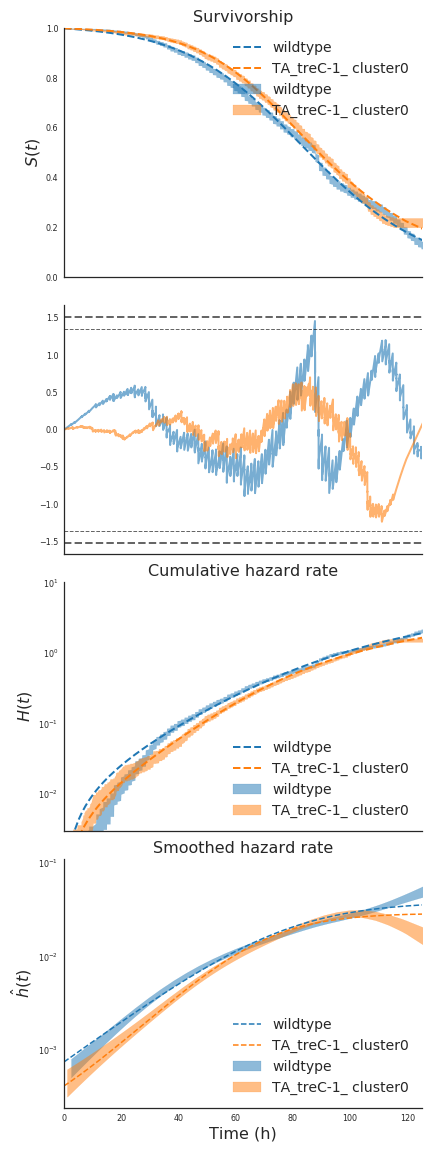 Survivorship
1.0
0.8
0.6
0.4
0.2
0.0
S(t)
wildtype
TA_treC-1_ cluster0
wildtype
TA_treC-1_ cluster0
1.5
1.0
0.5
0.0
−0.5
−1.0
−1.5
Cumulative hazard rate
10¹
10⁰
10⁻¹
10⁻²
H(t)
wildtype
TA_treC-1_ cluster0
wildtype
TA_treC-1_ cluster0
Smoothed hazard rate
10⁻¹
10⁻²
10⁻³
ĥ(t)
wildtype
TA_treC-1_ cluster0
wildtype
TA_treC-1_ cluster0
0 20 40 60 80 100 120
Time (h)